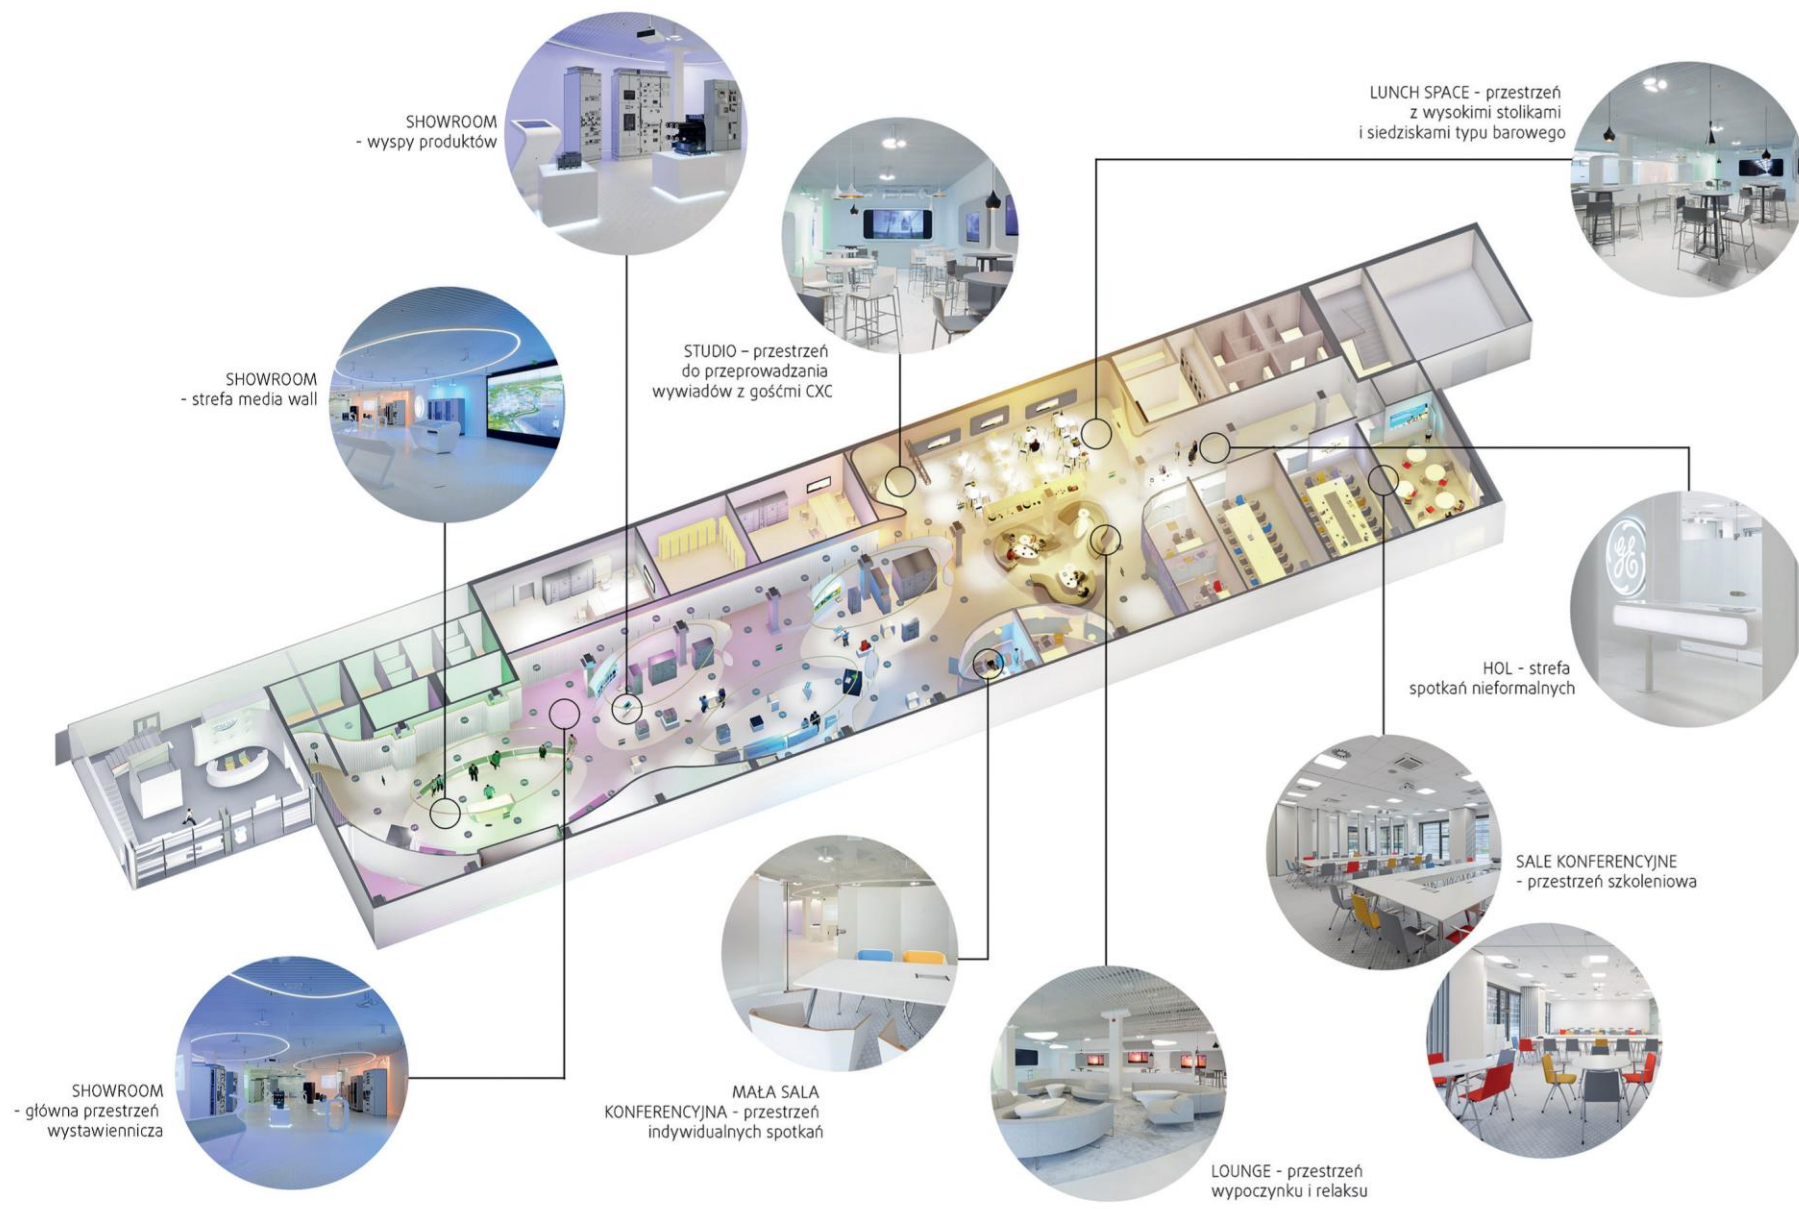 SHOWROOM
- wyspy produktów
LUNCH SPACE - przestrzeń
z wysokimi stolikami
i siedziskami typu barowego
STUDIO – przestrzeń
do przeprowadzania
wywiadów z gośćmi CXC
SHOWROOM
- strefa media wall
GE
HOL - strefa
spotkań nieformalnych
SALE KONFERENCYJNE
- przestrzeń szkoleniowa
SHOWROOM
- główna przestrzeń
wystawiennicza
MAŁA SALA
KONFERENCYJNA - przestrzeń
indywidualnych spotkań
LOUNGE - przestrzeń
wypoczynku i relaksu